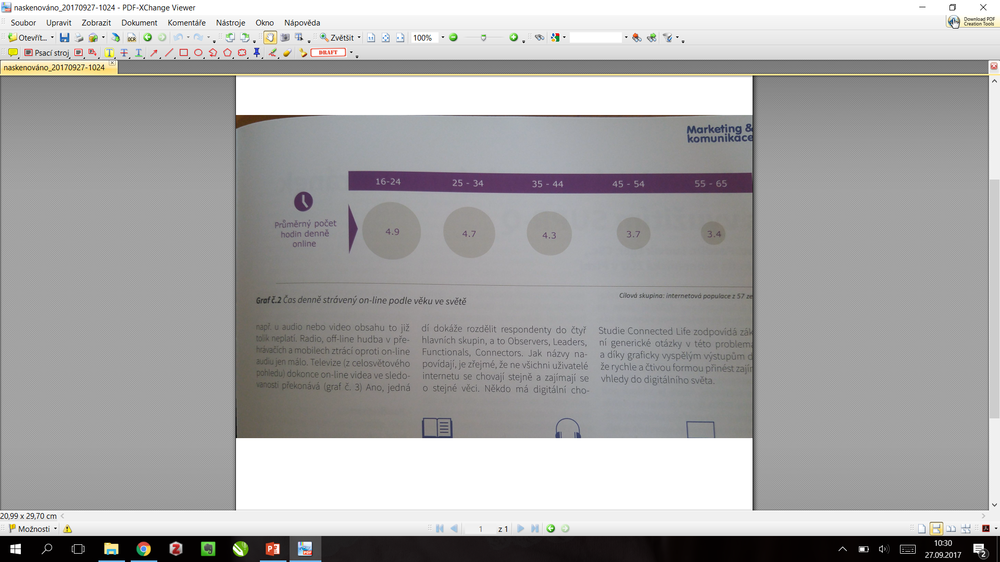 naskenováno_20170927-1024 - PDF-XChange Viewer
Soubor Upravit Zobrazit Dokument Komentáře Nástroje Okno Nápověda
Download PDF
Creation Tools
Otevřít... OCR Zvětšit 1:1 100%
Psací stroj T T T DRAFT
naskenováno_20170927-1024
Marketing &
komunikace
16-24 25 - 34 35 - 44 45 - 54 55 - 65
Průměrný počet
hodin denně
online
4.9 4.7 4.3 3.7 3.4
Graf č.2 Čas denně strávený on-line podle věku ve světě
Cílová skupina: internetová populace z 57 ze
např. u audio nebo video obsahu to již
tolik neplatí. Radio, off-line hudba v pře-
hrávačích a mobilech ztrácí oproti on-line
audiu jen málo. Televize (z celosvětového
pohledu) dokonce on-line videa ve sledo-
vanosti překonává (graf č. 3) Ano, jedná
dí dokáže rozdělit respondenty do čtyř
hlavních skupin, a to Observers, Leaders,
Functionals, Connectors. Jak názvy na-
povídají, je zřejmé, že ne všichni uživatelé
internetu se chovají stejně a zajímají se
o stejné věci. Někdo má digitální cho-
Studie Connected Life zodpovídá zák
ní generické otázky v této problema
a díky graficky vyspělým výstupům d
že rychle a čtivou formou přinést zají
vhledy do digitálního světa.
20,99 x 29,70 cm
Možnosti 1 z 1
10:30
27.09.2017
2